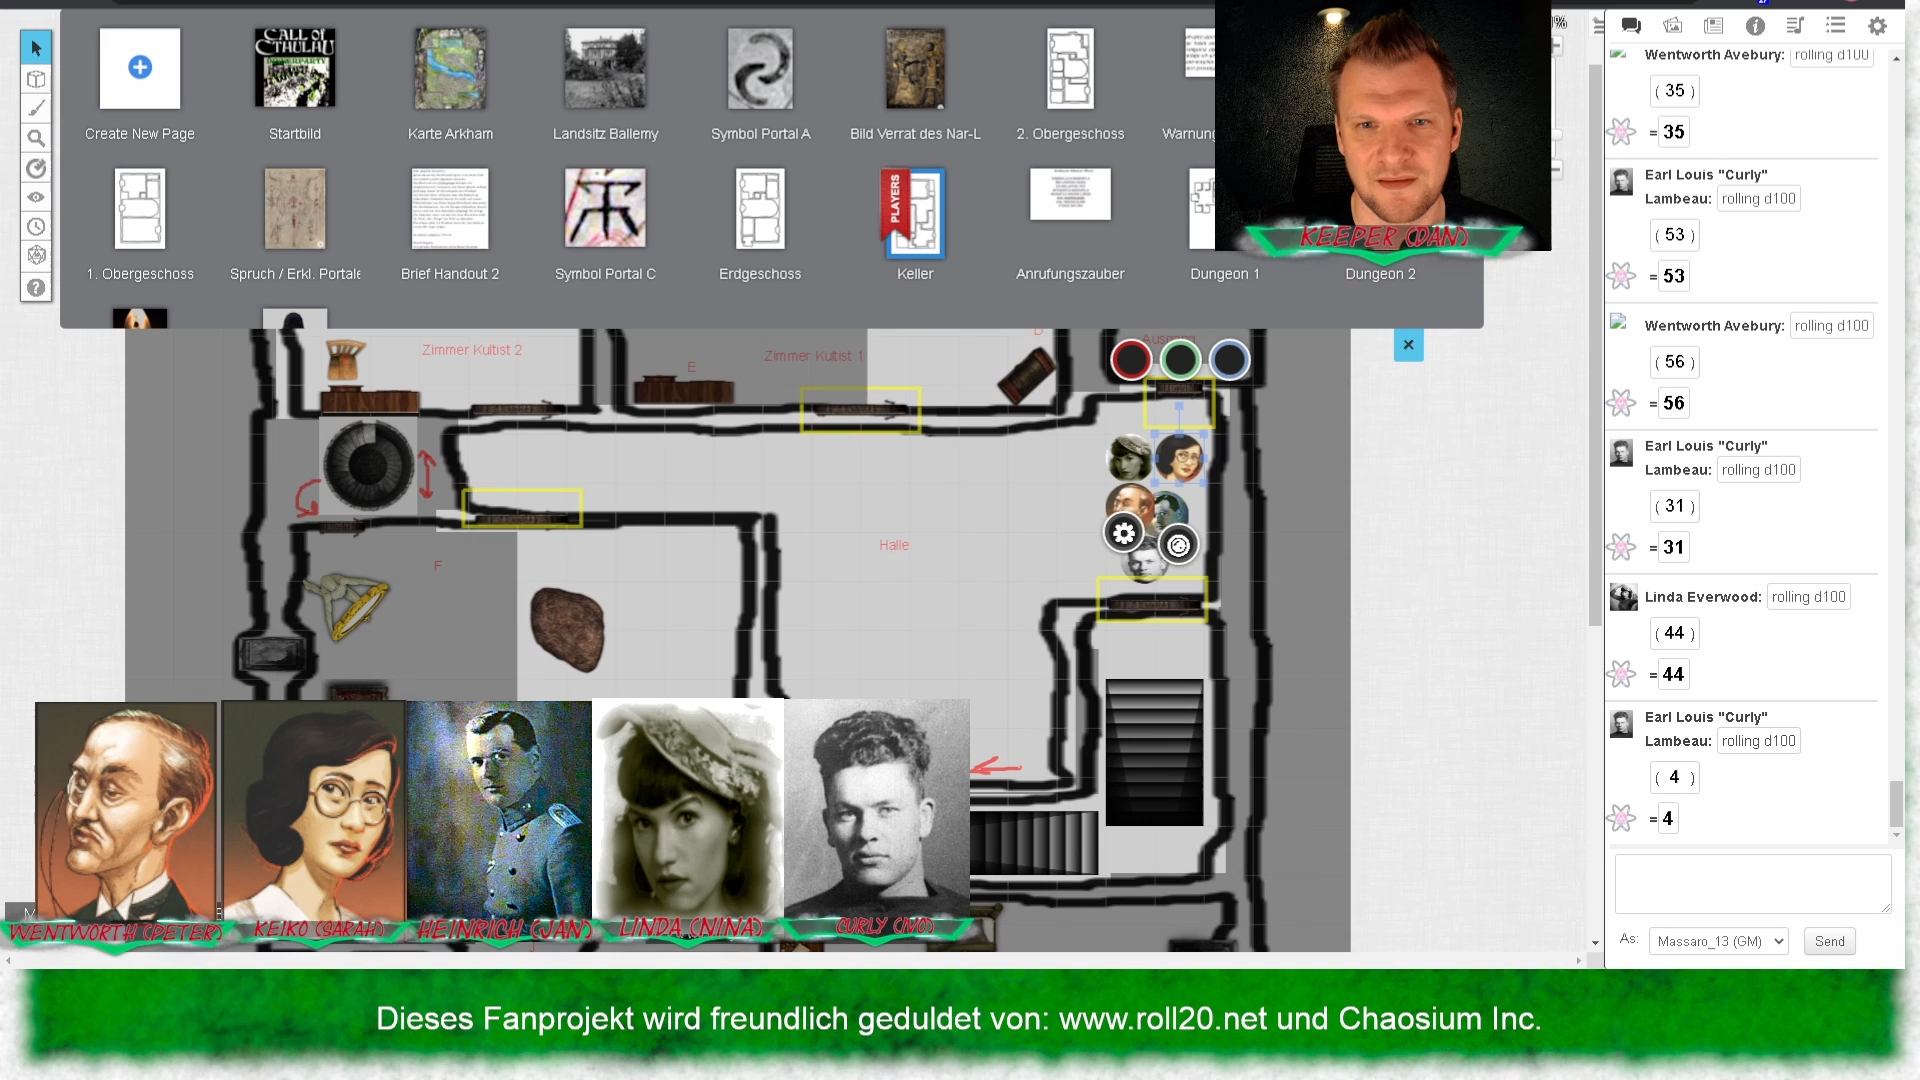 Create New Page
Startbild
Karte Arkham
Landsitz Ballemy
Symbol Portal A
Bild Verrat des Nar-L
2. Obergeschoss
Warnung
CALL OF CTHULHU
1. Obergeschoss
Spruch / Erkl. Portale
Brief Handout 2
Symbol Portal C
Erdgeschoss
PLAYERS
Keller
Anrufungszauber
Dungeon 1
Dungeon 2
KEEPER (DAN)
Zimmer Kultist 2
E
Zimmer Kultist 1
D
F
Halle
WENTWORTH (PETER)
KEIKO (SARAH)
HEINRICH (JAN)
LINDA (NINA)
CURLY (IVO)
Wentworth Avebury: rolling d100
( 35 )
= 35
Earl Louis "Curly"
Lambeau: rolling d100
( 53 )
= 53
Wentworth Avebury: rolling d100
( 56 )
= 56
Earl Louis "Curly"
Lambeau: rolling d100
( 31 )
= 31
Linda Everwood: rolling d100
( 44 )
= 44
Earl Louis "Curly"
Lambeau: rolling d100
( 4 )
= 4
As: Massaro_13 (GM) Send
Dieses Fanprojekt wird freundlich geduldet von: www.roll20.net und Chaosium Inc.